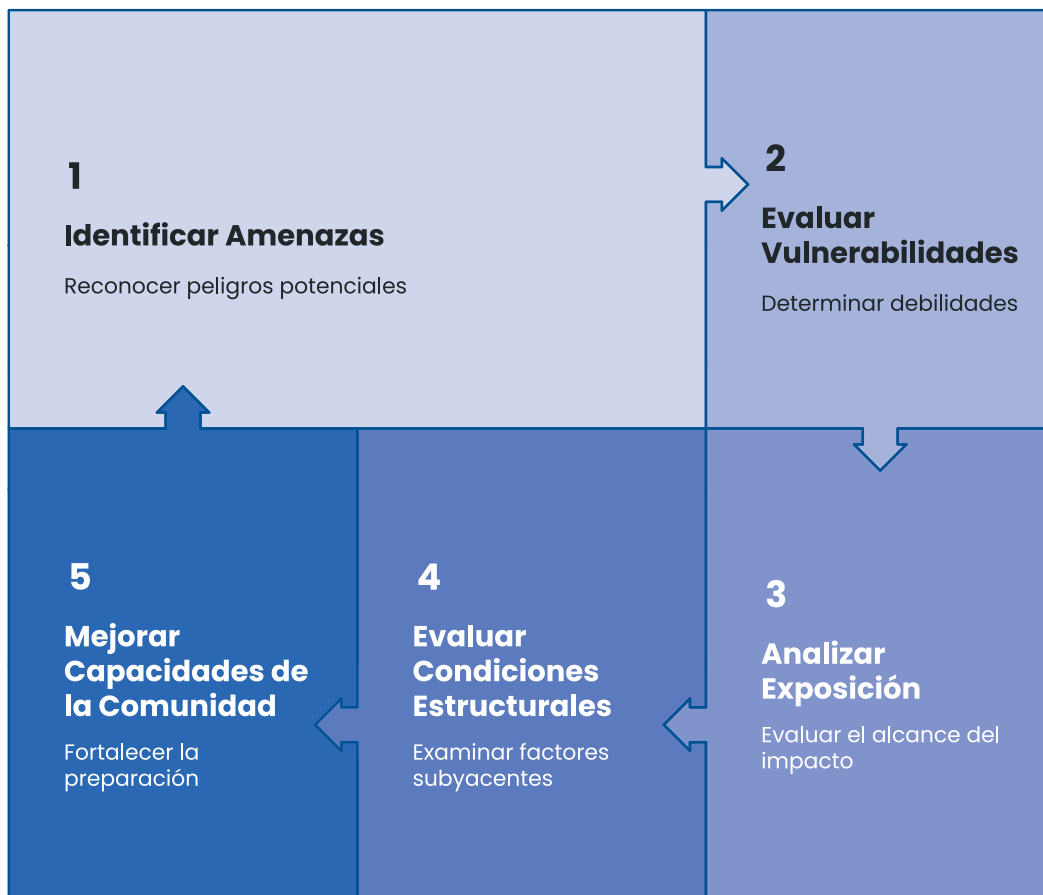 1
Identificar Amenazas
Reconocer peligros potenciales
2
Evaluar
Vulnerabilidades
Determinar debilidades
3
Analizar
Exposición
Evaluar el alcance del
impacto
4
Evaluar
Condiciones
Estructurales
Examinar factores
subyacentes
5
Mejorar
Capacidades de
la Comunidad
Fortalecer la
preparación